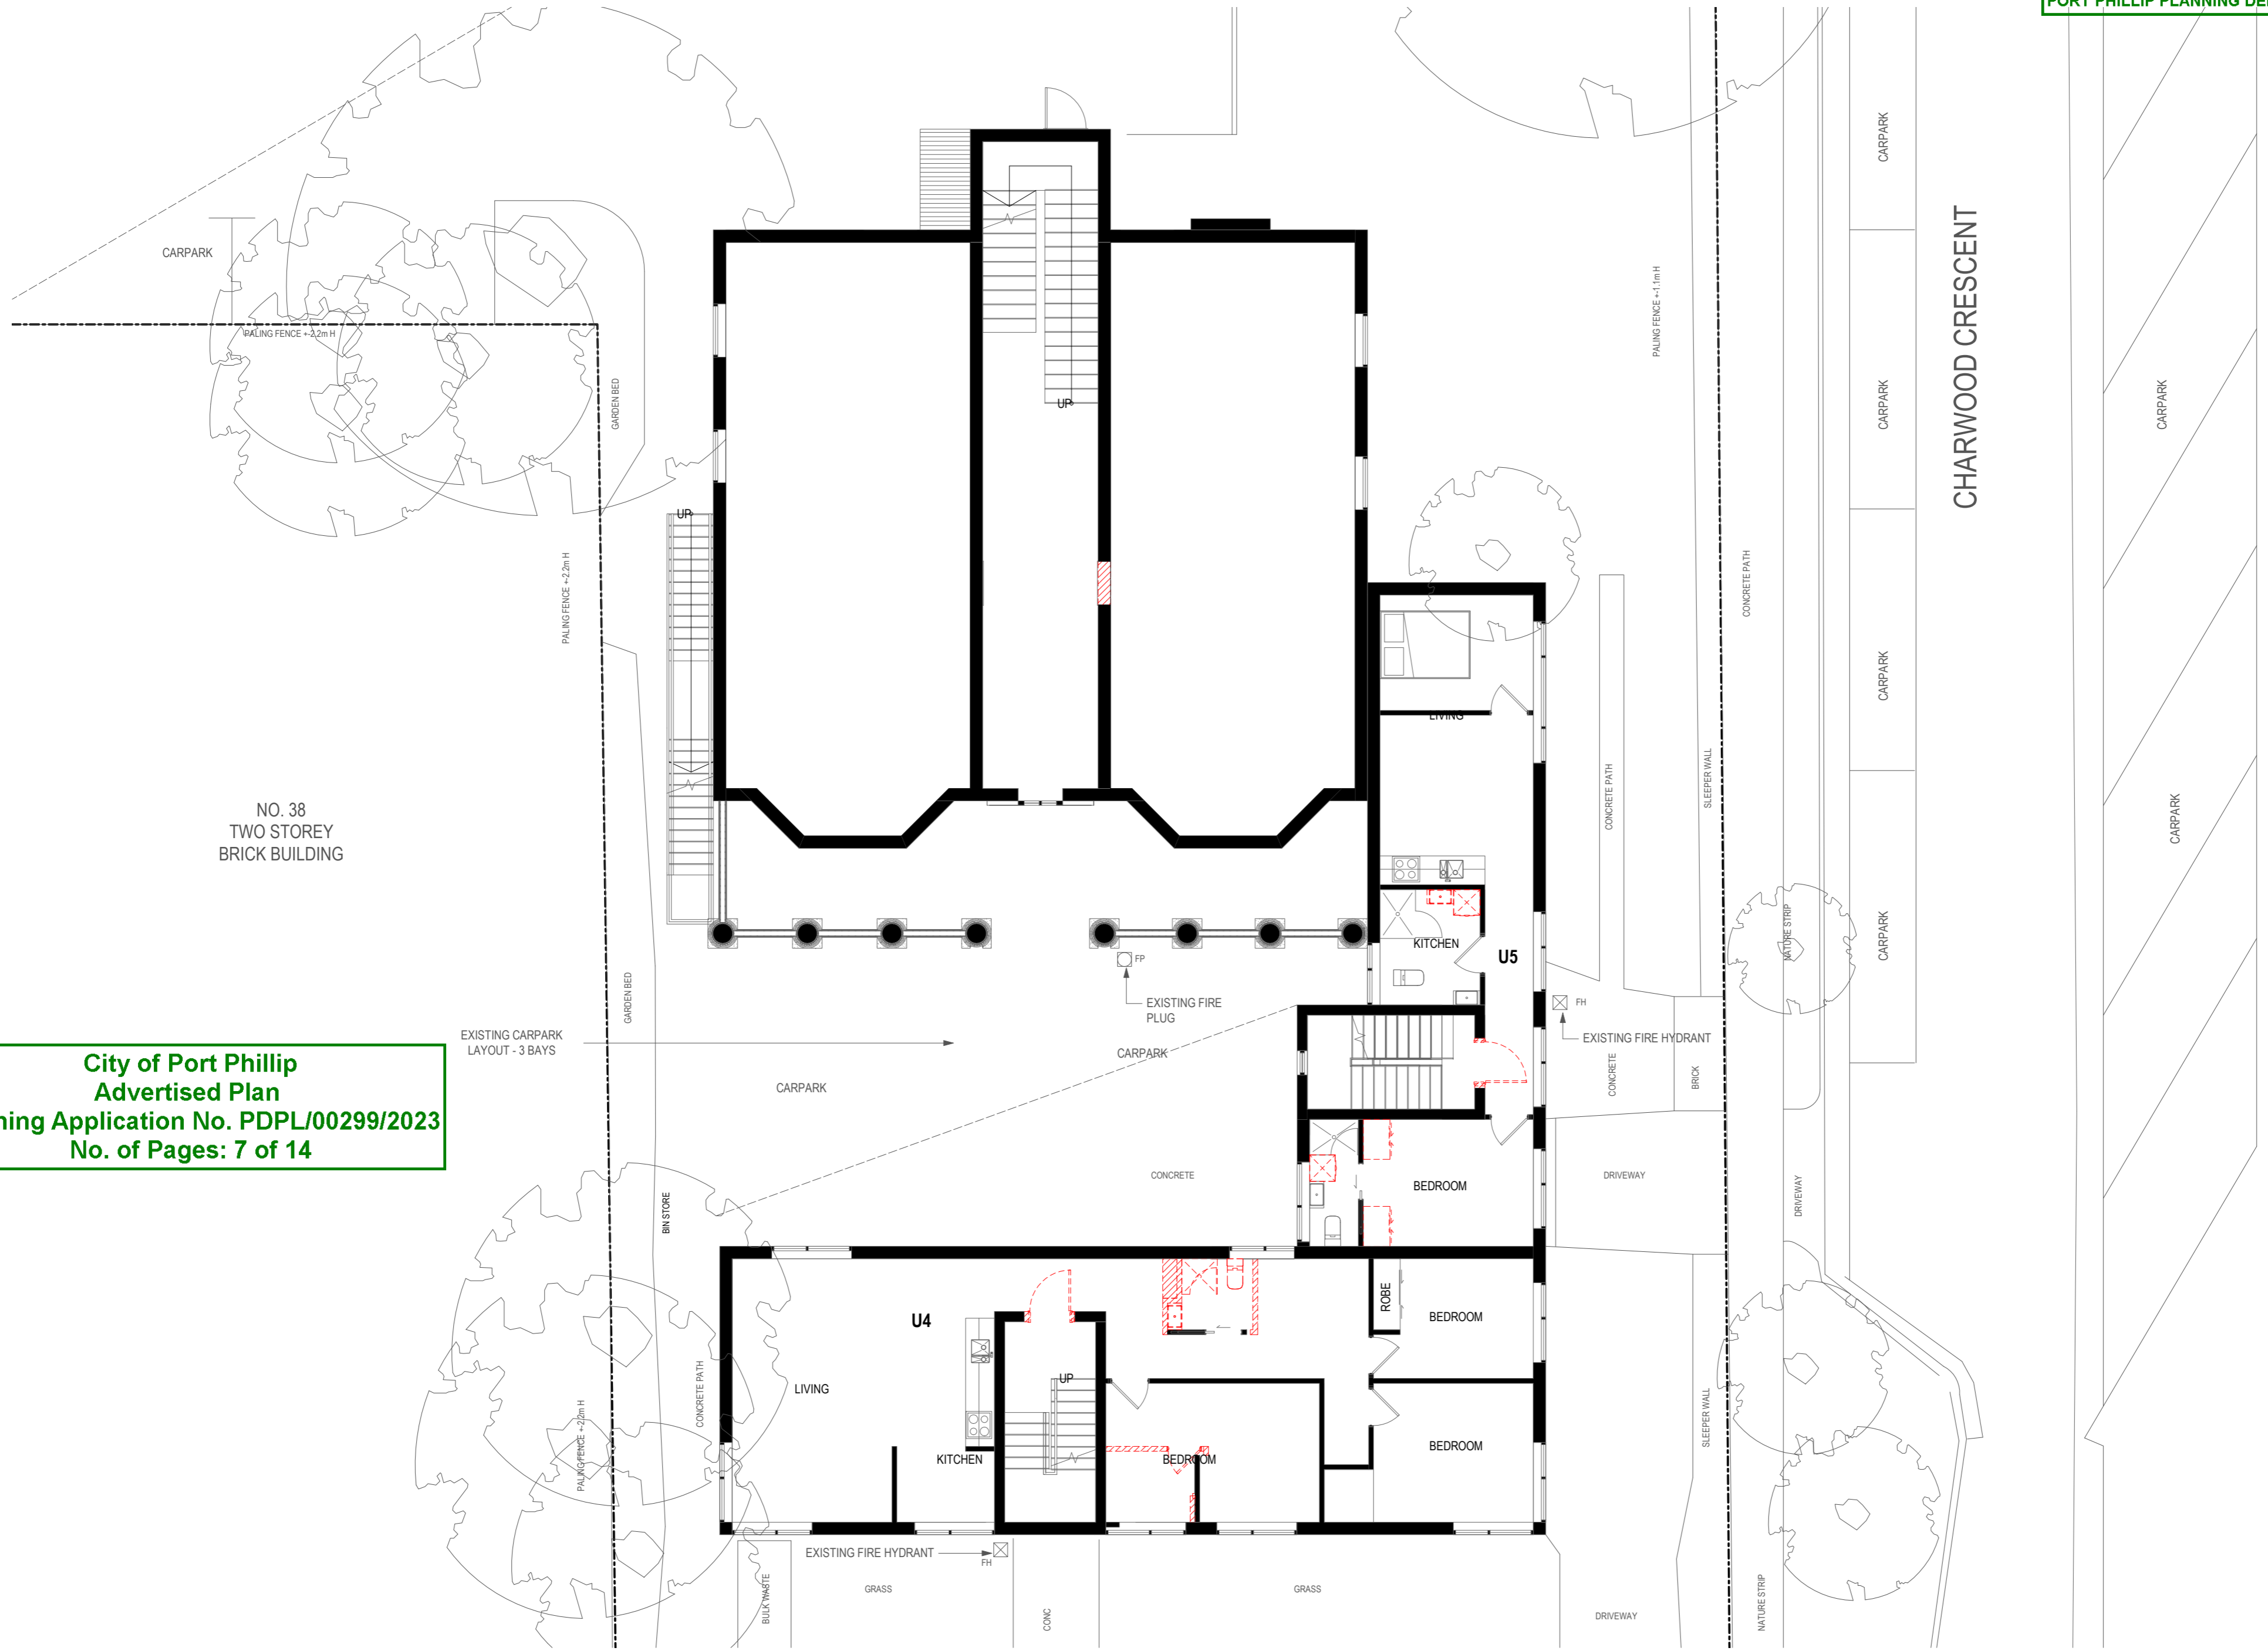 PORT PHILLIP PLANNING
CARPARK
CARPARK
CHARWOOD CRESCENT
PALING FENCE +-2.2m H
PALING FENCE +-1.1m H
GARDEN BED
CARPARK
CARPARK
UP
UP
PALING FENCE +-2.2m H
CONCRETE PATH
CARPARK
LIVING
SLEEPER WALL
CONCRETE PATH
NO. 38
TWO STOREY
BRICK BUILDING
CARPARK
NATURE STRIP
CARPARK
KITCHEN
U5
FP
EXISTING FIRE
PLUG
GARDEN BED
FH
EXISTING FIRE HYDRANT
EXISTING CARPARK
LAYOUT - 3 BAYS
CARPARK
CARPARK
CONCRETE
BRICK
City of Port Phillip
Advertised Plan
ning Application No. PDPL/00299/2023
No. of Pages: 7 of 14
CONCRETE
BEDROOM
DRIVEWAY
DRIVEWAY
BIN STORE
U4
ROBE
BEDROOM
LIVING
UP
CONCRETE PATH
PALING FENCE +-2.2m H
KITCHEN
BEDROOM
BEDROOM
SLEEPER WALL
EXISTING FIRE HYDRANT
FH
BULK WASTE
GRASS
CONC
GRASS
DRIVEWAY
NATURE STRIP